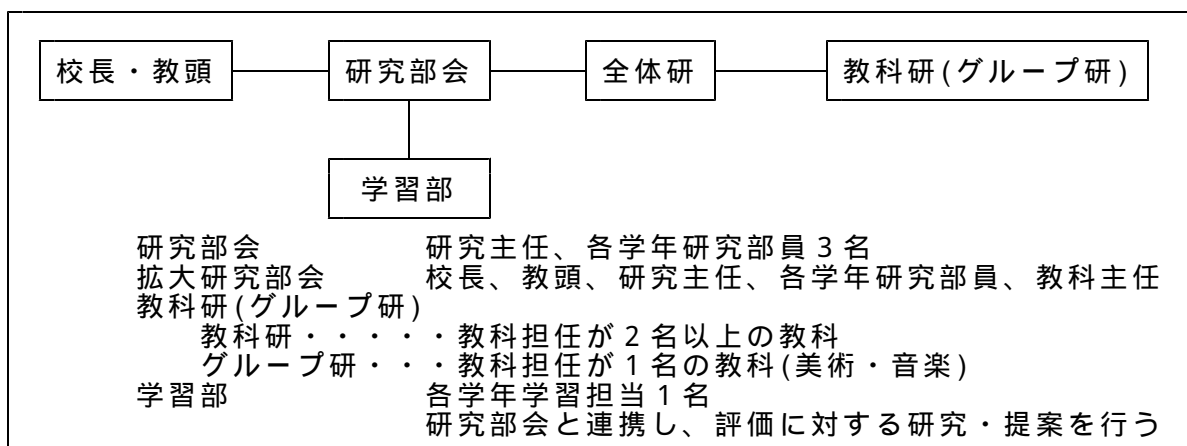 校長・教頭
研究部会
全体研
教科研(グループ研)
学習部
研究部会 研究主任、各学年研究部員3名
拡大研究部会 校長、教頭、研究主任、各学年研究部員、教科主任
教科研(グループ研)
教科研・・・・・教科担任が2名以上の教科
グループ研・・・教科担任が1名の教科(美術・音楽)
学習部 各学年学習担当1名
研究部会と連携し、評価に対する研究・提案を行う